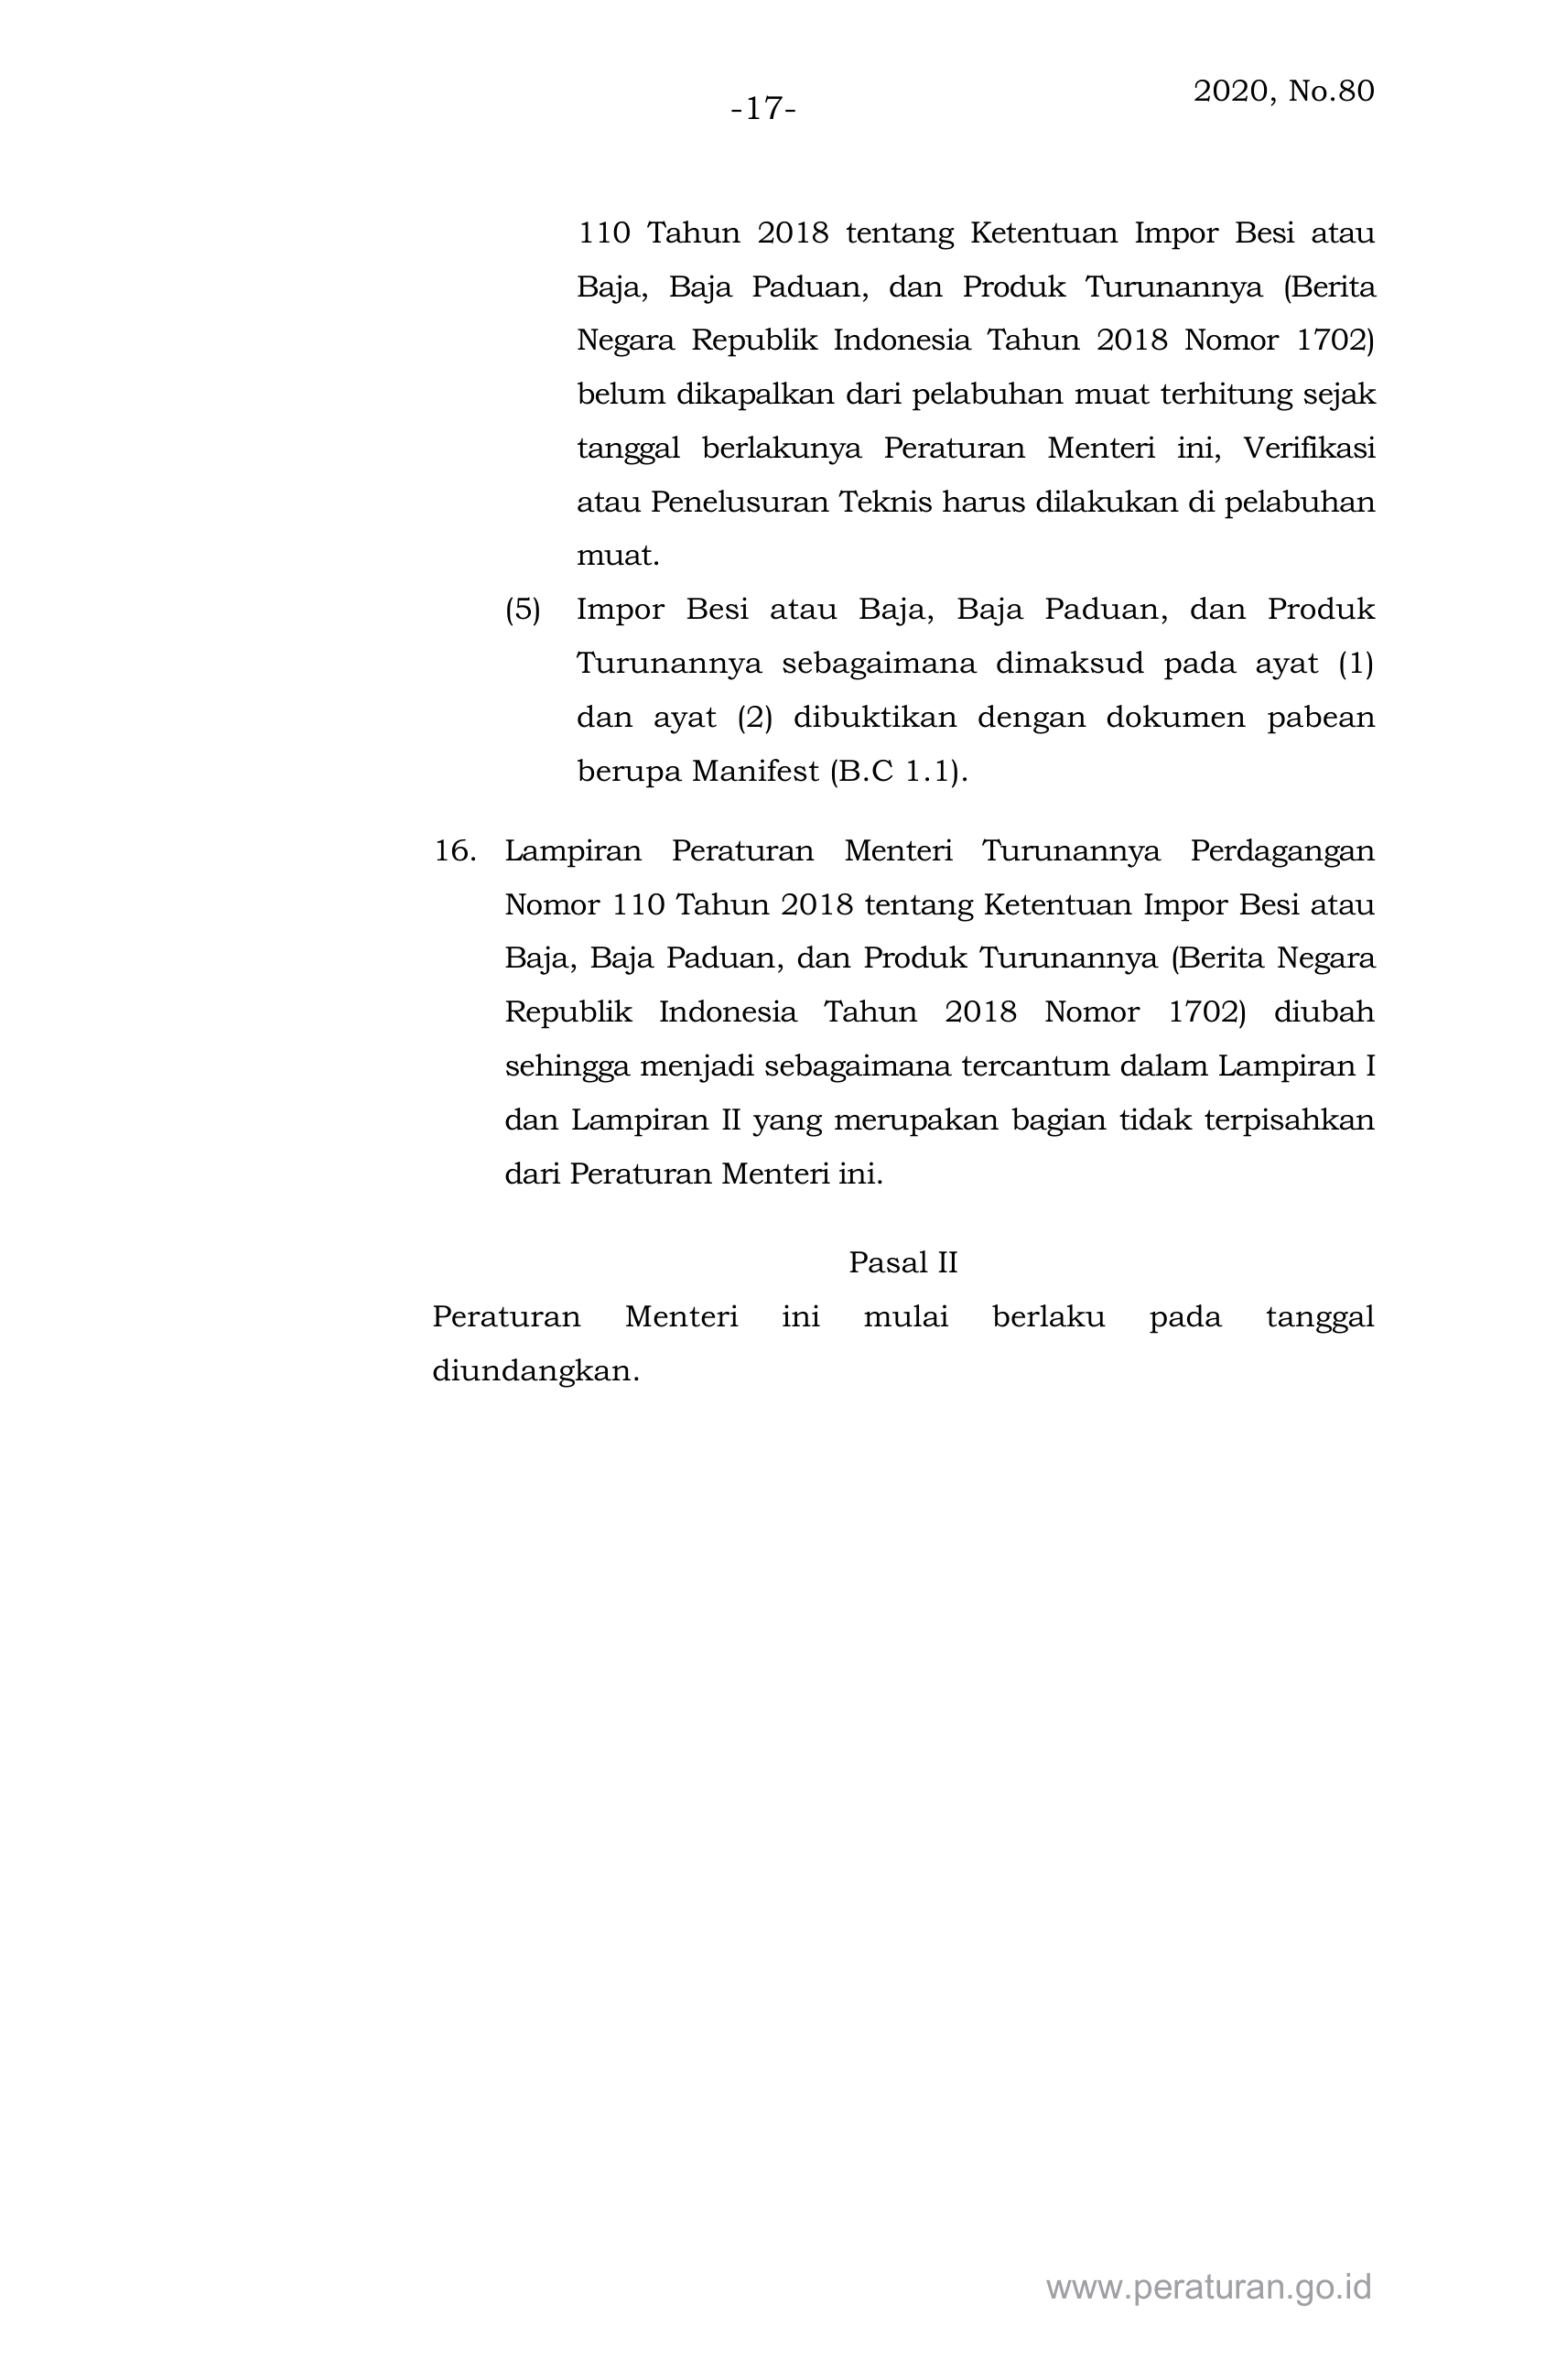 2020, No.80
-17-
110 Tahun 2018 tentang Ketentuan Impor Besi atau
Baja, Baja Paduan, dan Produk Turunannya (Berita
Negara Republik Indonesia Tahun 2018 Nomor 1702)
belum dikapalkan dari pelabuhan muat terhitung sejak
tanggal berlakunya Peraturan Menteri ini, Verifikasi
atau Penelusuran Teknis harus dilakukan di pelabuhan
muat.
(5) Impor Besi atau Baja, Baja Paduan, dan Produk
Turunannya sebagaimana dimaksud pada ayat (1)
dan ayat (2) dibuktikan dengan dokumen pabean
berupa Manifest (B.C 1.1).
16. Lampiran Peraturan Menteri Turunannya Perdagangan
Nomor 110 Tahun 2018 tentang Ketentuan Impor Besi atau
Baja, Baja Paduan, dan Produk Turunannya (Berita Negara
Republik Indonesia Tahun 2018 Nomor 1702) diubah
sehingga menjadi sebagaimana tercantum dalam Lampiran I
dan Lampiran II yang merupakan bagian tidak terpisahkan
dari Peraturan Menteri ini.
Pasal II
Peraturan Menteri ini mulai berlaku pada tanggal
diundangkan.
www.peraturan.go.id